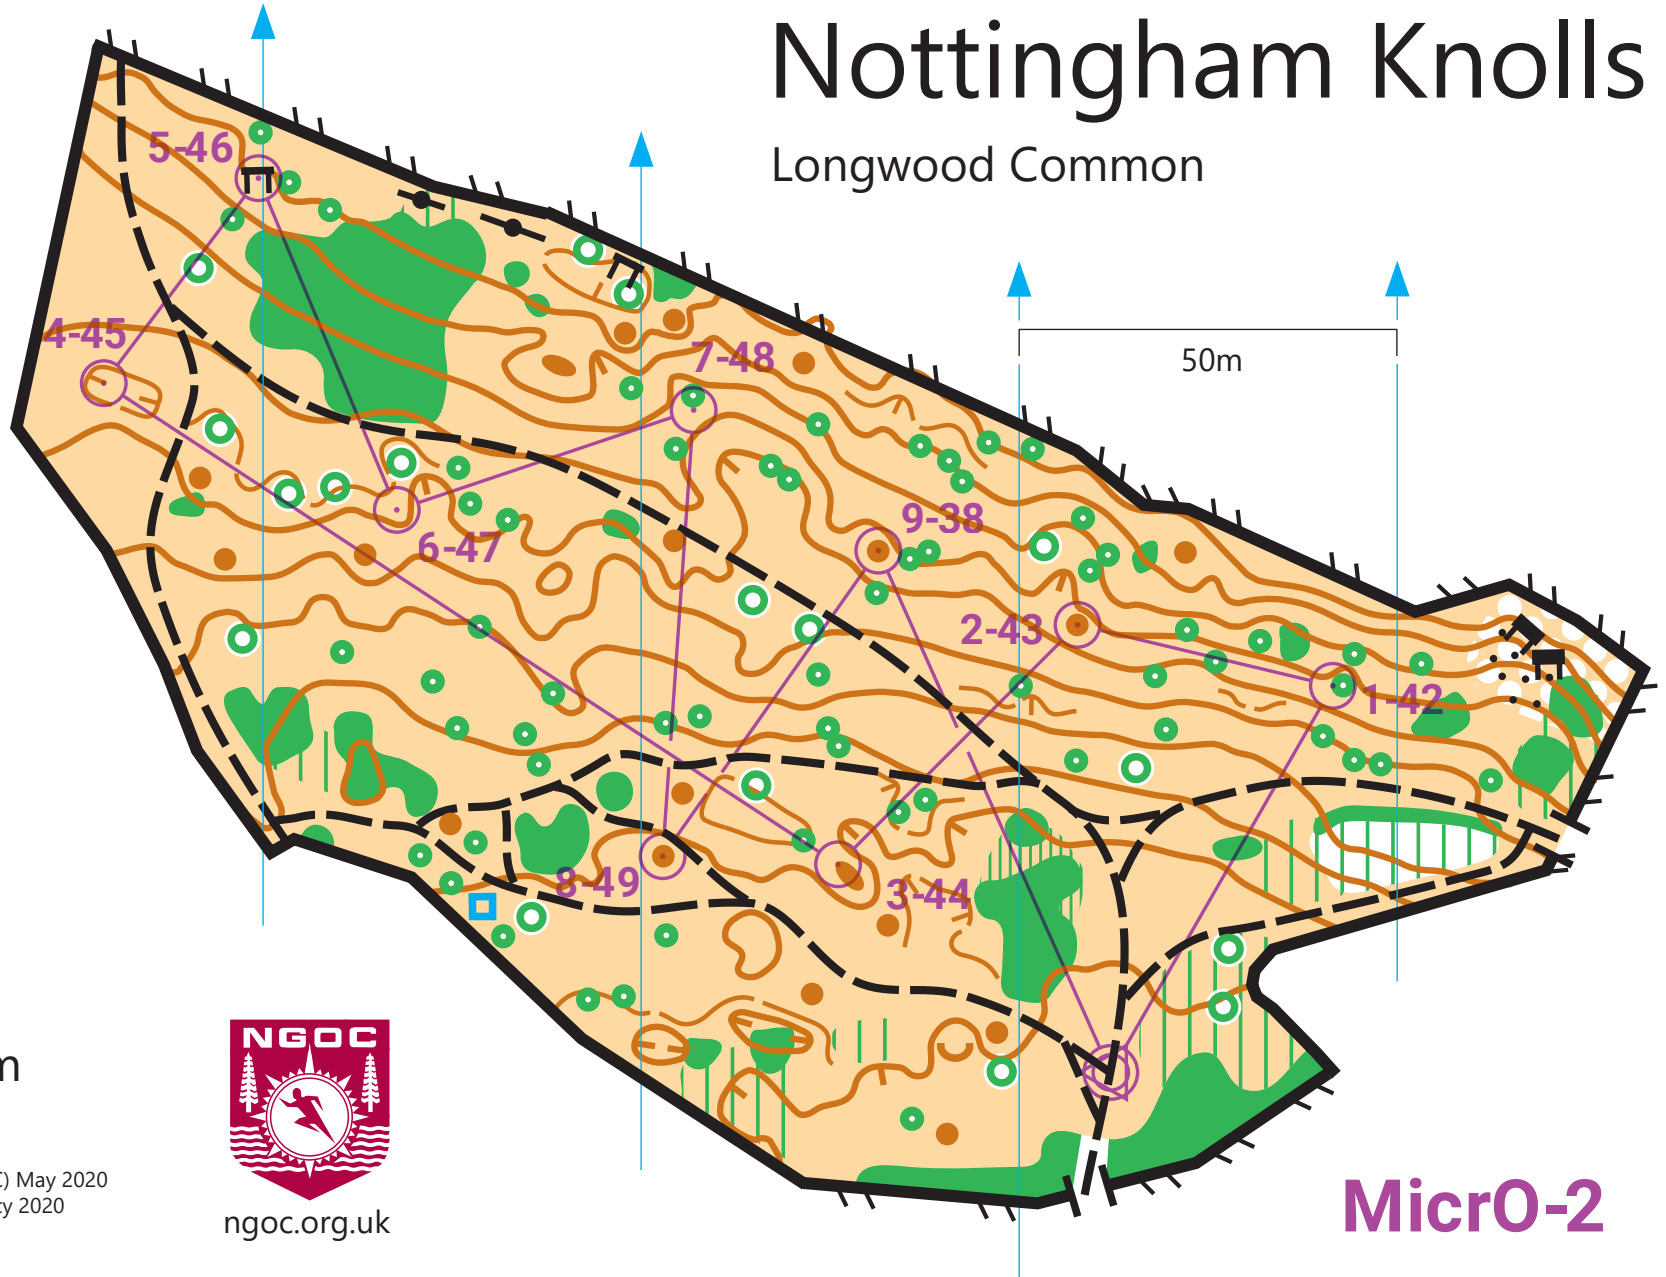 Nottingham Knolls
Longwood Common
5-46
4-45
50m
7-48
9-38
6-47
2-43
1-42
8-49
3-44
m
NGOC
) May 2020
cy 2020
ngoc.org.uk
MicrO-2